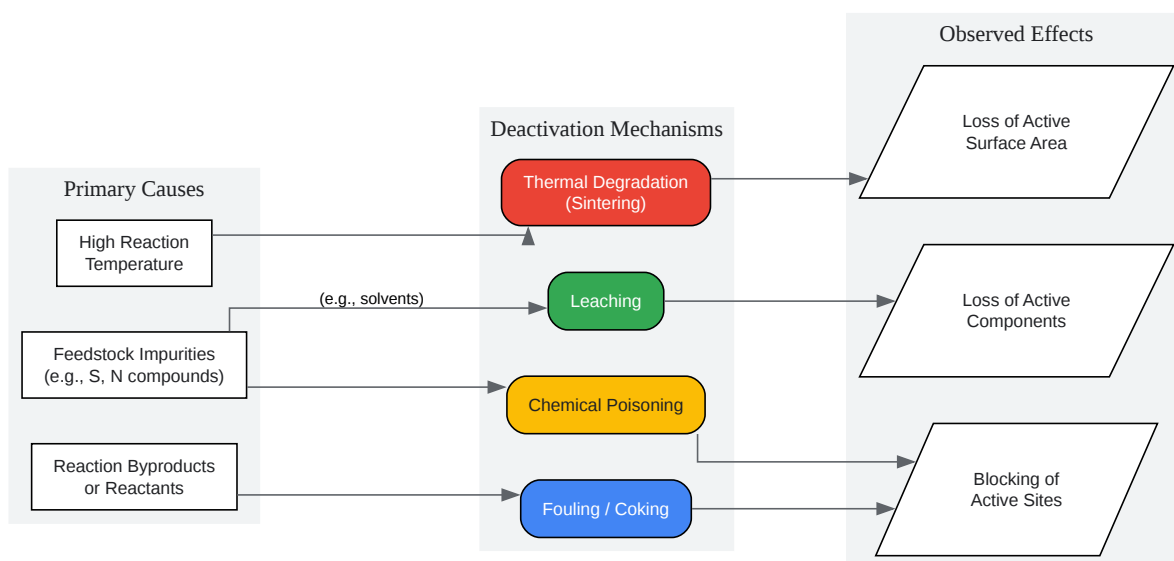 Primary Causes
High Reaction
Temperature
Feedstock Impurities
(e.g., S, N compounds)
Reaction Byproducts
or Reactants
(e.g., solvents)
Deactivation Mechanisms
Thermal Degradation
(Sintering)
Leaching
Chemical Poisoning
Fouling / Coking
Observed Effects
Loss of Active
Surface Area
Loss of Active
Components
Blocking of
Active Sites